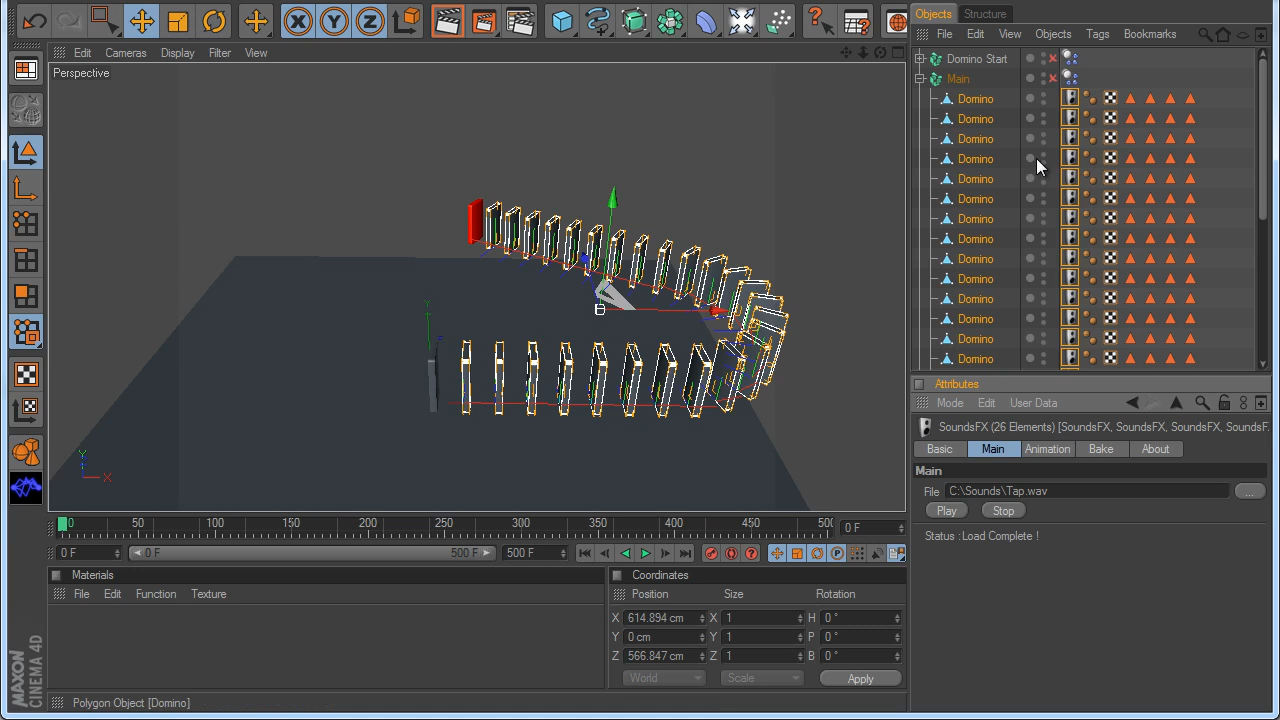 Objects Structure
File Edit View Objects Tags Bookmarks
Edit Cameras Display Filter View
Perspective
Domino Start
Main
Domino
Domino
Domino
Domino
Domino
Domino
Domino
Domino
Domino
Domino
Domino
Domino
Domino
Domino
Y
Y
X
Attributes
Mode Edit User Data
SoundsFX (26 Elements) [SoundsFX, SoundsFX, SoundsFX, SoundsF
Basic Main Animation Bake About
Main
File C:\Sounds\Tap.wav ...
Play Stop
Status : Load Complete !
0 50 100 150 200 250 300 350 400 450 500 0 F
0 F 0 F 500 F 500 F
Materials
File Edit Function Texture
Coordinates
Position Size Rotation
X 614.894 cm X 1 H 0 °
Y 0 cm Y 1 P 0 °
Z 566.847 cm Z 1 B 0 °
World Scale Apply
Polygon Object [Domino]
MAXON
CINEMA 4D